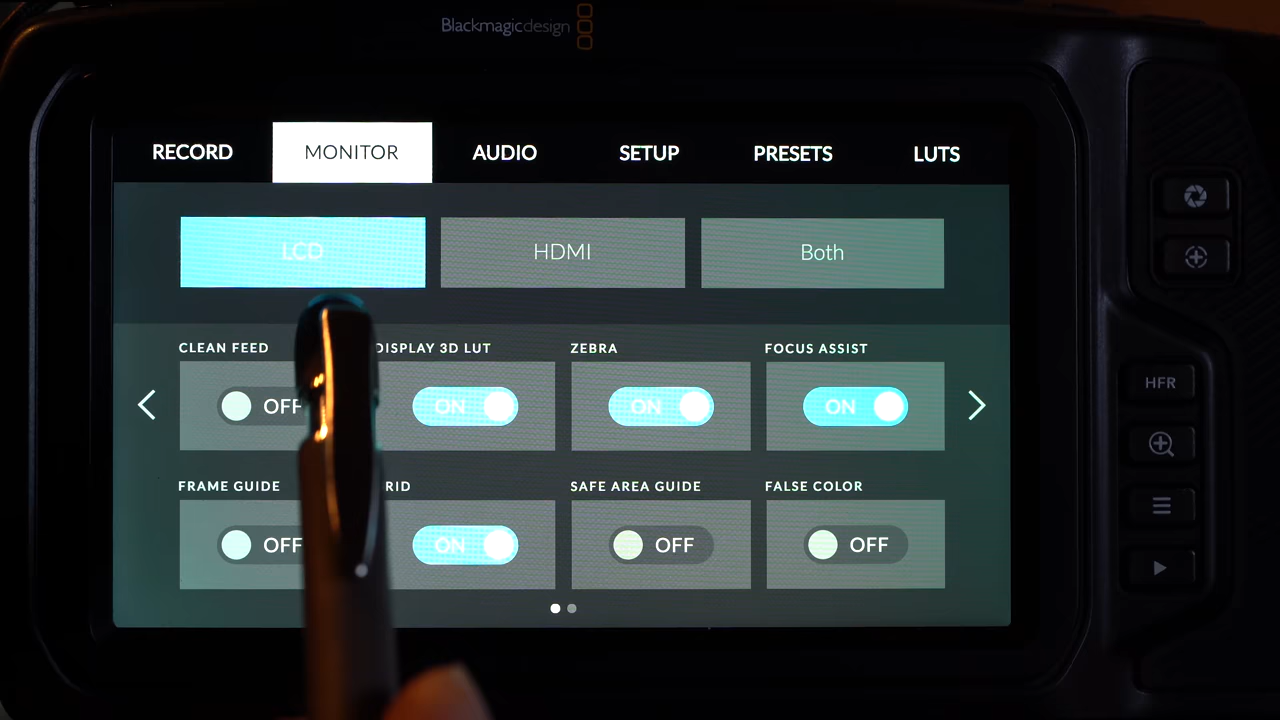 Blackmagicdesign
RECORD MONITOR AUDIO SETUP PRESETS LUTS
LCD HDMI Both
CLEAN FEED DISPLAY 3D LUT ZEBRA FOCUS ASSIST
OFF ON ON ON
HFR
FRAME GUIDE RID SAFE AREA GUIDE FALSE COLOR
OFF ON OFF OFF